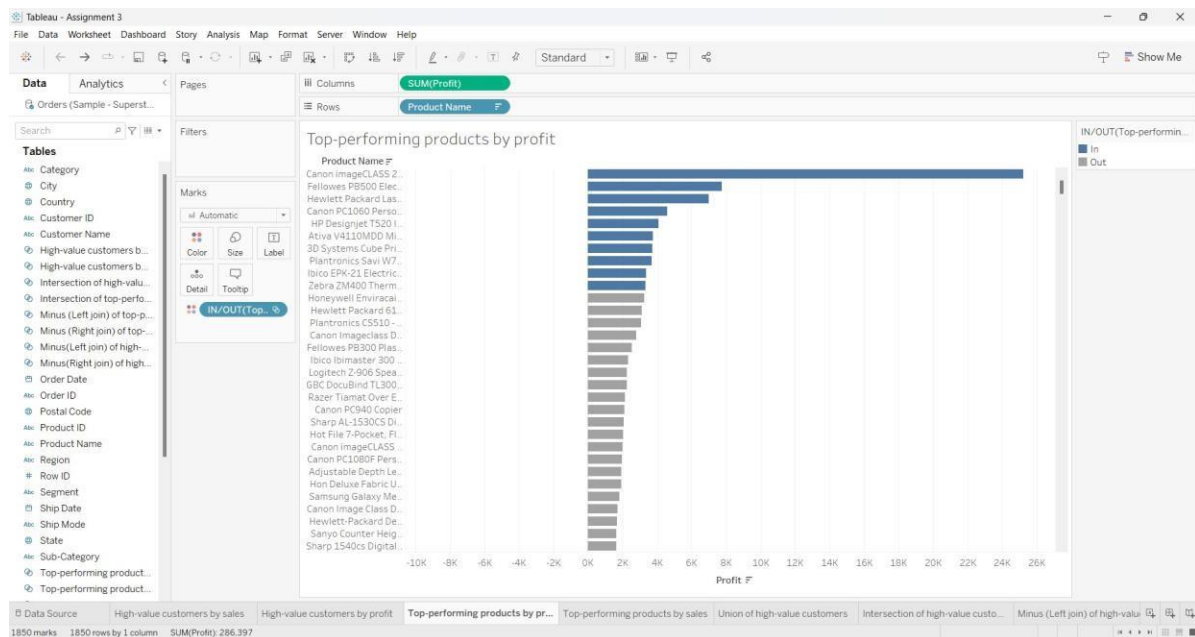 Tableau - Assignment 3
File Data Worksheet Dashboard Story Analysis Map Format Server Window Help
Standard
Show Me
Data Analytics
Orders (Sample - Superst...
Search
Tables
Abc Category
City
Country
Abc Customer ID
Abc Customer Name
High-value customers b...
High-value customers b...
Intersection of high-valu...
Intersection of top-perfo...
Minus (Left join) of top-p...
Minus (Right join) of top-...
Minus(Left join) of high-...
Minus(Right join) of high...
Order Date
Abc Order ID
Postal Code
Abc Product ID
Abc Product Name
Abc Region
# Row ID
Abc Segment
Ship Date
Abc Ship Mode
State
Abc Sub-Category
Top-performing product...
Top-performing product...
Pages
Filters
Marks
Automatic
Color Size Label
Detail Tooltip
IN/OUT(Top..
Columns SUM(Profit)
Rows Product Name
Top-performing products by profit
Product Name
Canon imageCLASS 2..
Fellowes PB500 Elec..
Hewlett Packard Las..
Canon PC1060 Perso..
HP Designjet T520 I..
Ativa V4110MDD Mi..
3D Systems Cube Pri..
Plantronics Savi W7..
Ibico EPK-21 Electric..
Zebra ZM400 Therm..
Honeywell Enviracai..
Hewlett Packard 61..
Plantronics CS510 - ..
Canon Imageclass D..
Fellowes PB300 Plas..
Ibico Ibimaster 300 ..
Logitech Z-906 Spea..
GBC DocuBind TL300..
Razer Tiamat Over E..
Canon PC940 Copier
Sharp AL-1530CS Di..
Hot File 7-Pocket, Fl..
Canon imageCLASS ..
Canon PC1080F Pers..
Adjustable Depth Le..
Hon Deluxe Fabric U..
Samsung Galaxy Me..
Canon Image Class D..
Hewlett-Packard De..
Sanyo Counter Heig..
Sharp 1540cs Digital..
-10K -8K -6K -4K -2K 0K 2K 4K 6K 8K 10K 12K 14K 16K 18K 20K 22K 24K 26K
Profit
IN/OUT(Top-performin...
In
Out
Data Source High-value customers by sales High-value customers by profit Top-performing products by pr... Top-performing products by sales Union of high-value customers Intersection of high-value custo... Minus (Left join) of high-valu
1850 marks 1850 rows by 1 column SUM(Profit): 286,397